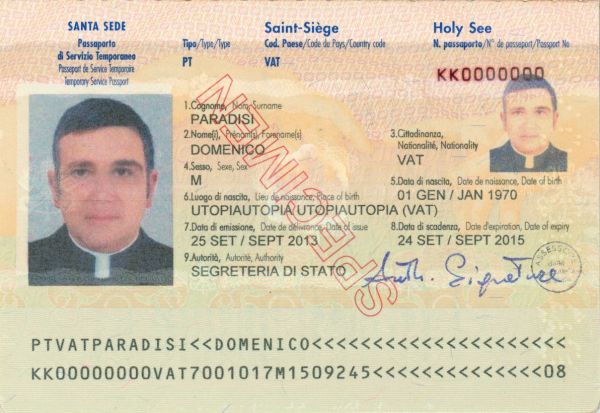 SANTA SEDE Saint-Siège Holy See
Passaporto
di Servizio Temporaneo
Passeport de Service Temporaire
Temporary Service Passport
Tipo/Type/Type Cod. Paese/Code du Pays/Country code N. passaporto/N° de passeport/Passport No
PT VAT KK0000000
1.Cognome, Nom, Surname
PARADISI
2.Nome(i), Prénom(s), Forename(s) 3.Cittadinanza,
DOMENICO Nationalité, Nationality
4.Sesso, Sexe, Sex VAT
M 5.Data di nascita, Date de naissance, Date of birth
6.Luogo di nascita, Lieu de naissance, Place of birth 01 GEN / JAN 1970
UTOPIAUTOPIA UTOPIAUTOPIA (VAT)
7.Data di emissione, Date de délivrance, Date of issue 8.Data di scadenza, Date d'expiration, Date of expiry
25 SET / SEPT 2013 24 SET / SEPT 2015
9.Autorità, Autorité, Authority
SEGRETERIA DI STATO Auth. Signature
SPECIMEN
PTVATPARADISI<<DOMENICO<<<<<<<<<<<<<<<<<<<<<
KK00000000VAT7001017M1509245<<<<<<<<<<<<<<08